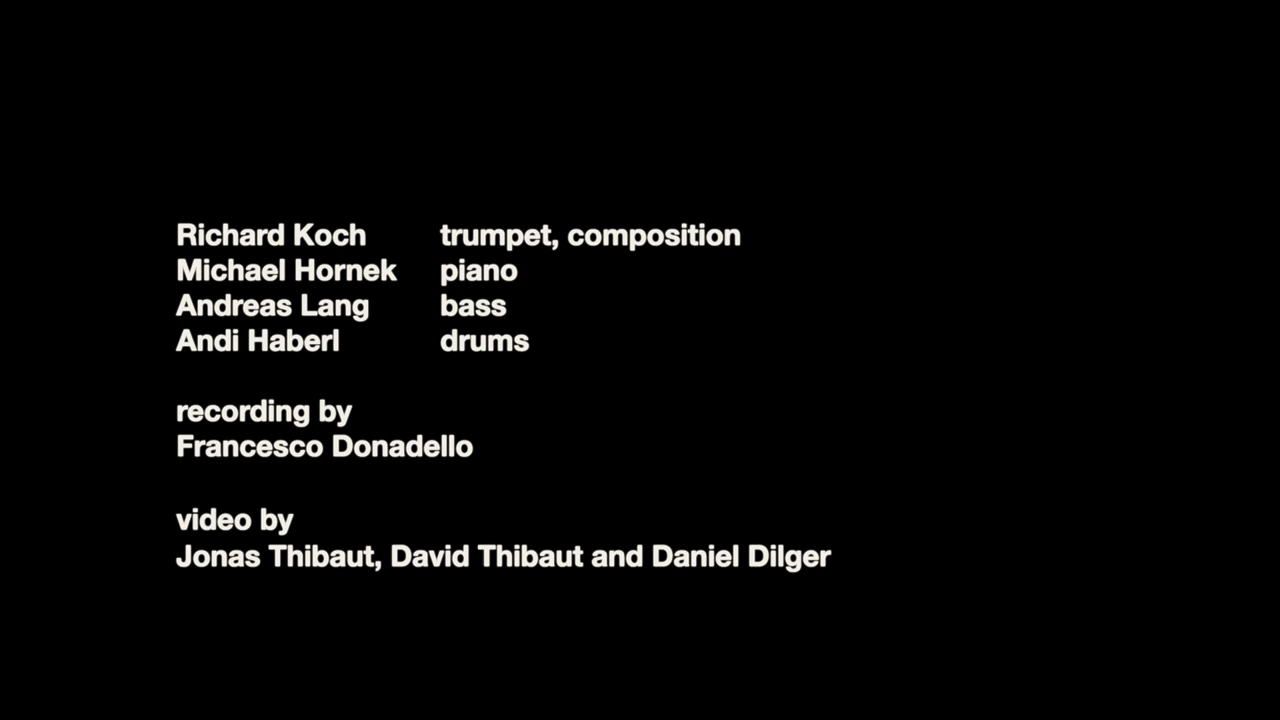 Richard Koch trumpet, composition
Michael Hornek piano
Andreas Lang bass
Andi Haberl drums
recording by
Francesco Donadello
video by
Jonas Thibaut, David Thibaut and Daniel Dilger